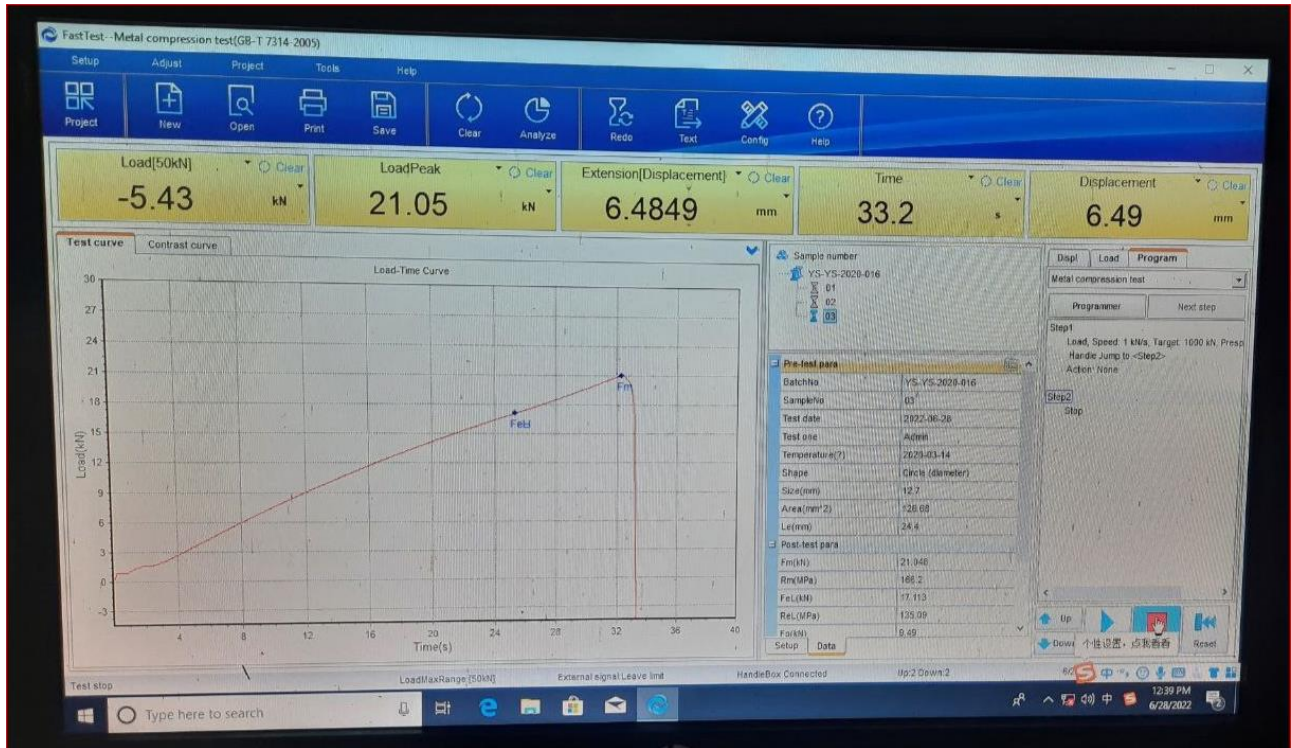 FastTest--Metal compression test(GB-T 7314-2005)
Setup Adjust Project Tools Help
Project New Open Print Save Clear Analyze Redo Text Config Help
Load[50kN] Clear LoadPeak Clear Extension[Displacement] Clear Time Clear Displacement Clear
-5.43 kN 21.05 kN 6.4849 mm 33.2 s 6.49 mm
Test curve Contrast curve
Load-Time Curve
30
27
24
21
18
15
12
9
6
3
0
-3
Load(kN)
FeH
Fm
4 8 12 16 20 24 28 32 36 40
Time(s)
Sample number
YS-YS-2020-016
01
02
03
Pre-test para
BatchNo YS-YS-2020-016
SampleNo 03
Test date 2022-06-28
Test one Admin
Temperature(?) 2020-03-14
Shape Circle (diameter)
Size(mm) 12.7
Area(mm^2) 126.68
Le(mm) 24.4
Post-test para
Fm(kN) 21.046
Rm(MPa) 166.2
FeL(kN) 17.113
ReL(MPa) 135.09
8.49
Setup Data
Displ Load Program
Metal compression test
Programmer Next step
Step1
Load, Speed: 1 kN/s, Target: 1000 kN, Presp
Handle Jump to <Step2>
Action: None
Step2
Stop
Up
Down Reset
个性设置，点我看看
Test stop LoadMaxRange:[50kN] External signal:Leave limit HandleBox Connected Up:2 Down:2
中
Type here to search
中
12:39 PM
6/28/2022
2